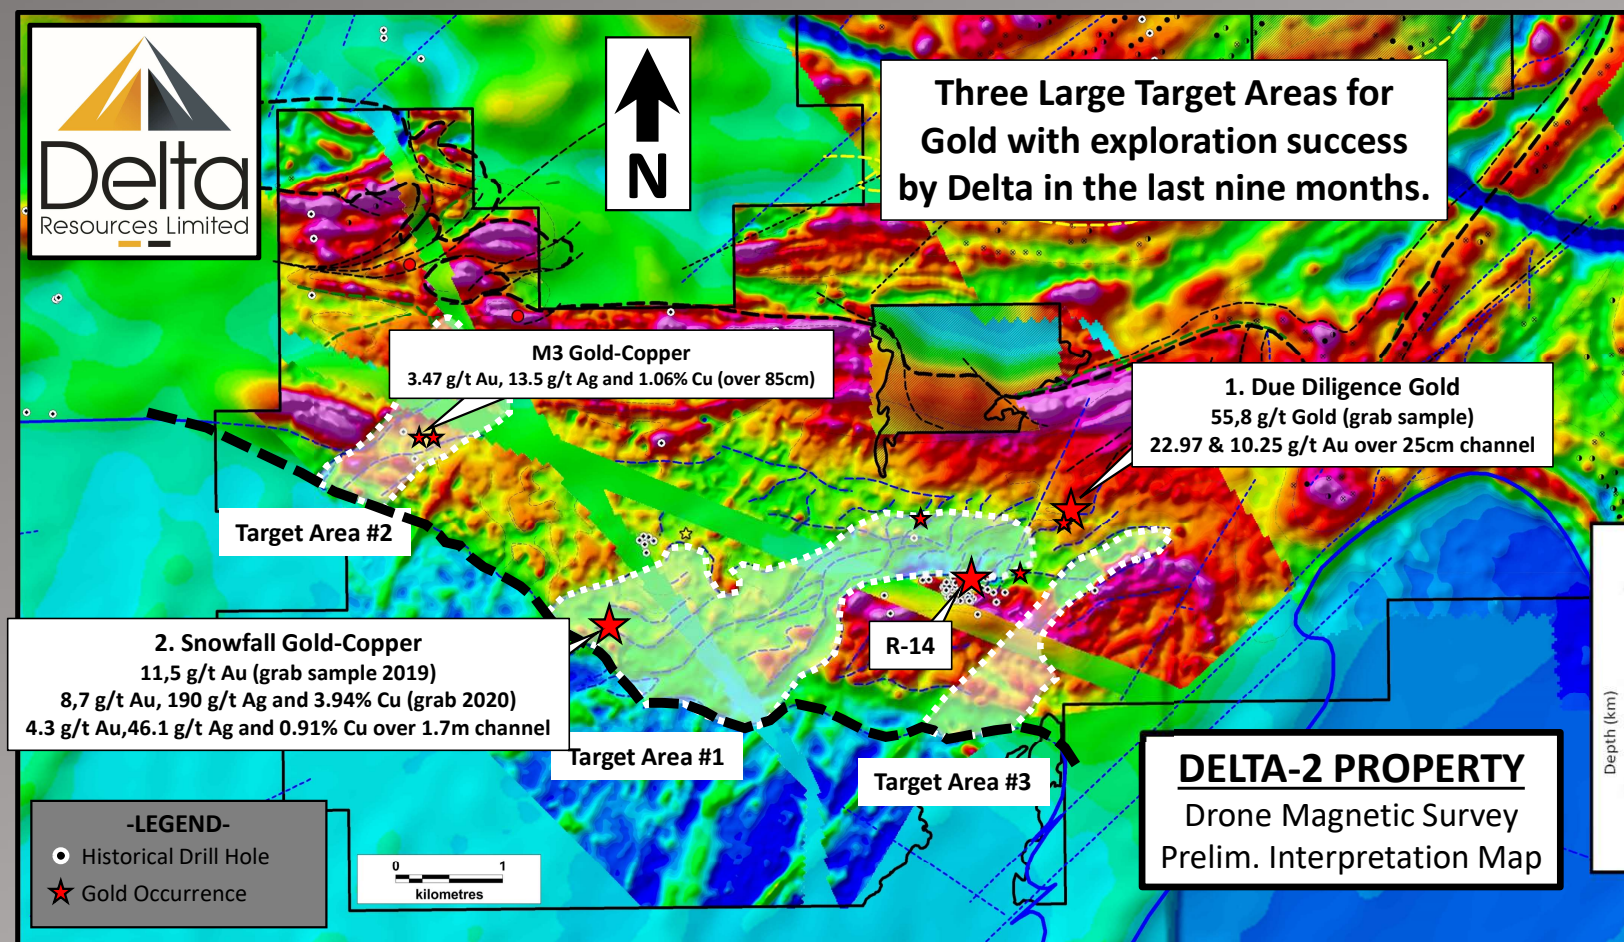 Delta
Resources Limited
N
Three Large Target Areas for
Gold with exploration success
by Delta in the last nine months.
M3 Gold-Copper
3.47 g/t Au, 13.5 g/t Ag and 1.06% Cu (over 85cm)
1. Due Diligence Gold
55,8 g/t Gold (grab sample)
22.97 & 10.25 g/t Au over 25cm channel
Target Area #2
R-14
2. Snowfall Gold-Copper
11,5 g/t Au (grab sample 2019)
8,7 g/t Au, 190 g/t Ag and 3.94% Cu (grab 2020)
4.3 g/t Au,46.1 g/t Ag and 0.91% Cu over 1.7m channel
Target Area #1
Target Area #3
Depth (km)
DELTA-2 PROPERTY
Drone Magnetic Survey
Prelim. Interpretation Map
-LEGEND-
Historical Drill Hole
Gold Occurrence
0 1
kilometres